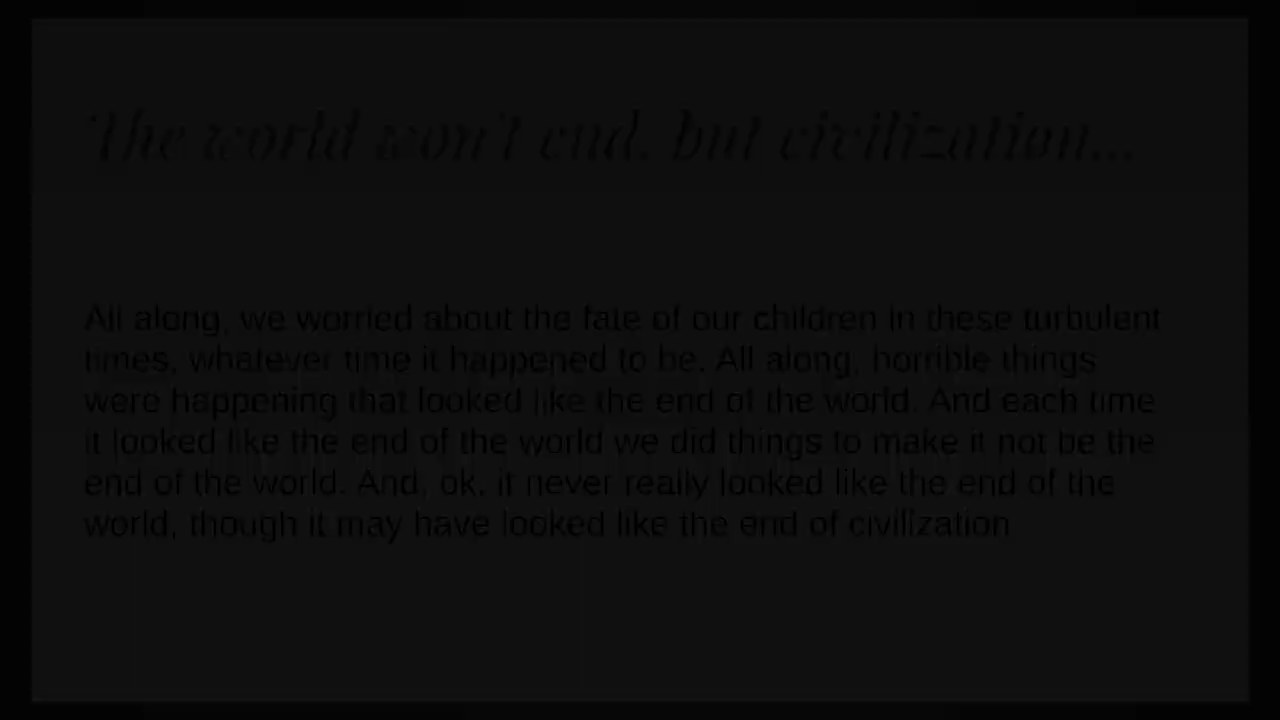 The world won't end, but civilization...
All along, we worried about the fate of our children in these turbulent
times, whatever time it happened to be. All along, horrible things
were happening that looked like the end of the world. And each time
it looked like the end of the world we did things to make it not be the
end of the world. And, ok, it never really looked like the end of the
world, though it may have looked like the end of civilization